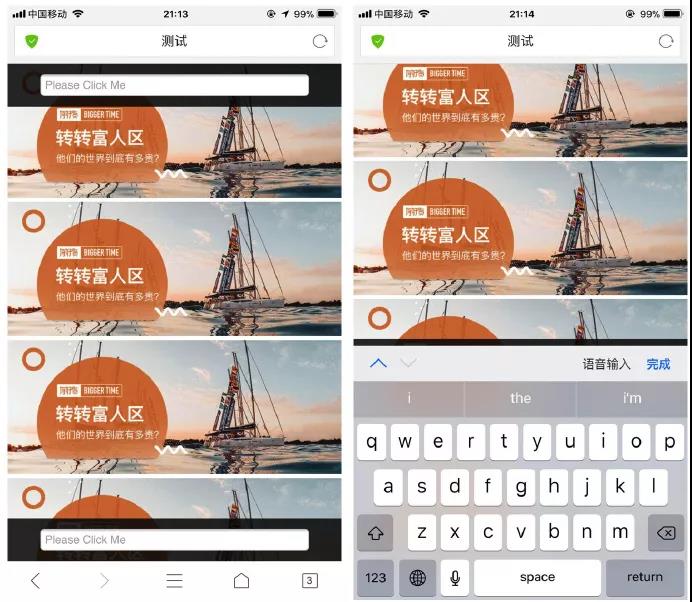 中国移动 21:13 99%
测试
Please Click Me
BIGGER TIME
转转富人区
他们的世界到底有多贵?
BIGGER TIME
转转富人区
他们的世界到底有多贵?
BIGGER TIME
转转富人区
他们的世界到底有多贵?
Please Click Me
3
中国移动 21:14 99%
测试
转转富人区
他们的世界到底有多贵?
BIGGER TIME
转转富人区
他们的世界到底有多贵?
语音输入 完成
i the i'm
q w e r t y u i o p
a s d f g h j k l
z x c v b n m
123 space return